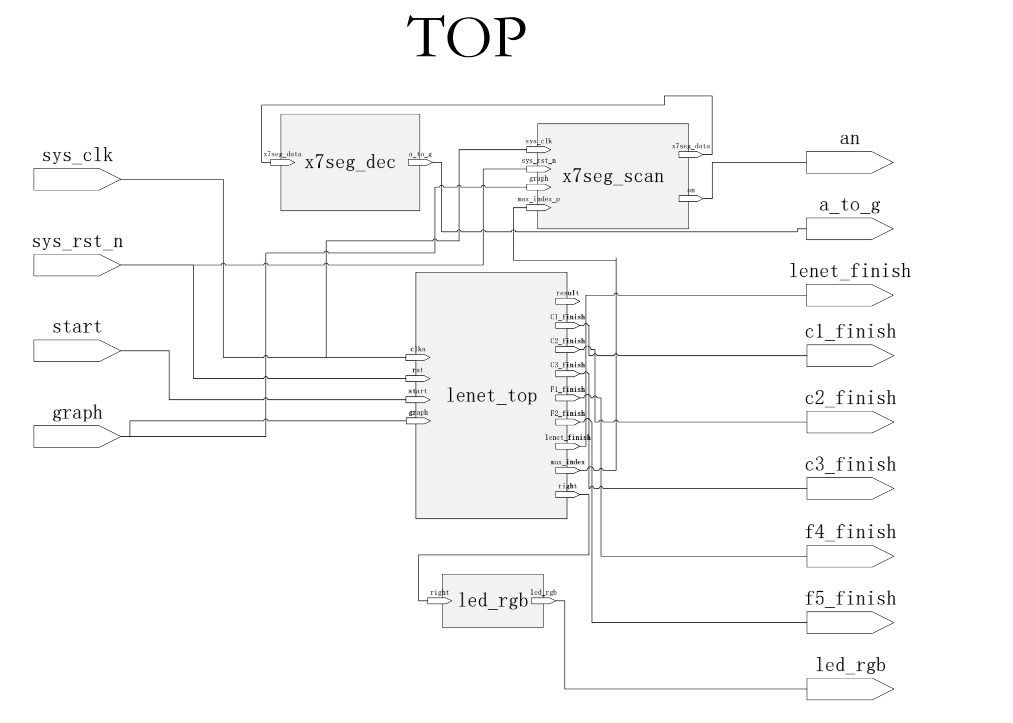 TOP
sys_clk
sys_rst_n
start
graph
x7seg_data
x7seg_dec
a_to_g
sys_clk
sys_rst_n
graph
max_index_p
x7seg_scan
x7seg_data
an
clka
rst
start
graph
lenet_top
result
C1_finish
C2_finish
C3_finish
F1_finish
F2_finish
lenet_finish
max_index
right
right
led_rgb
led_rgb
an
a_to_g
lenet_finish
c1_finish
c2_finish
c3_finish
f4_finish
f5_finish
led_rgb